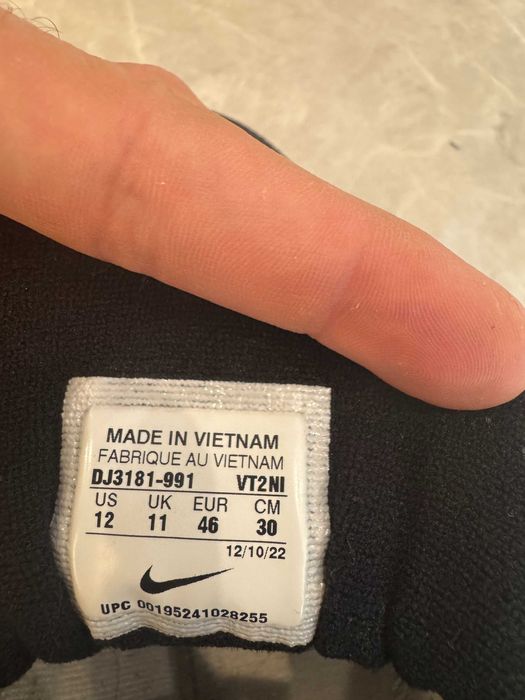 MADE IN VIETNAM
FABRIQUE AU VIETNAM
DJ3181-991 VT2NI
US UK EUR CM
12 11 46 30
12/10/22
UPC 00195241028255